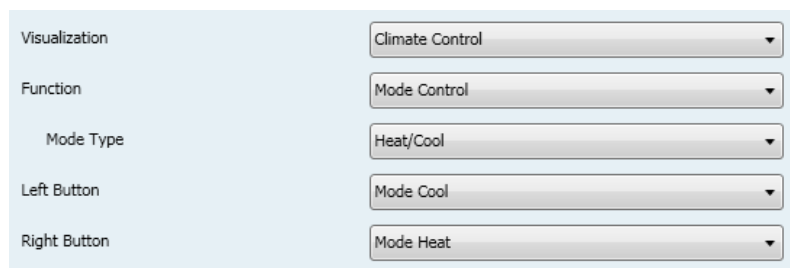 Visualization Climate Control
Function Mode Control
Mode Type Heat/Cool
Left Button Mode Cool
Right Button Mode Heat